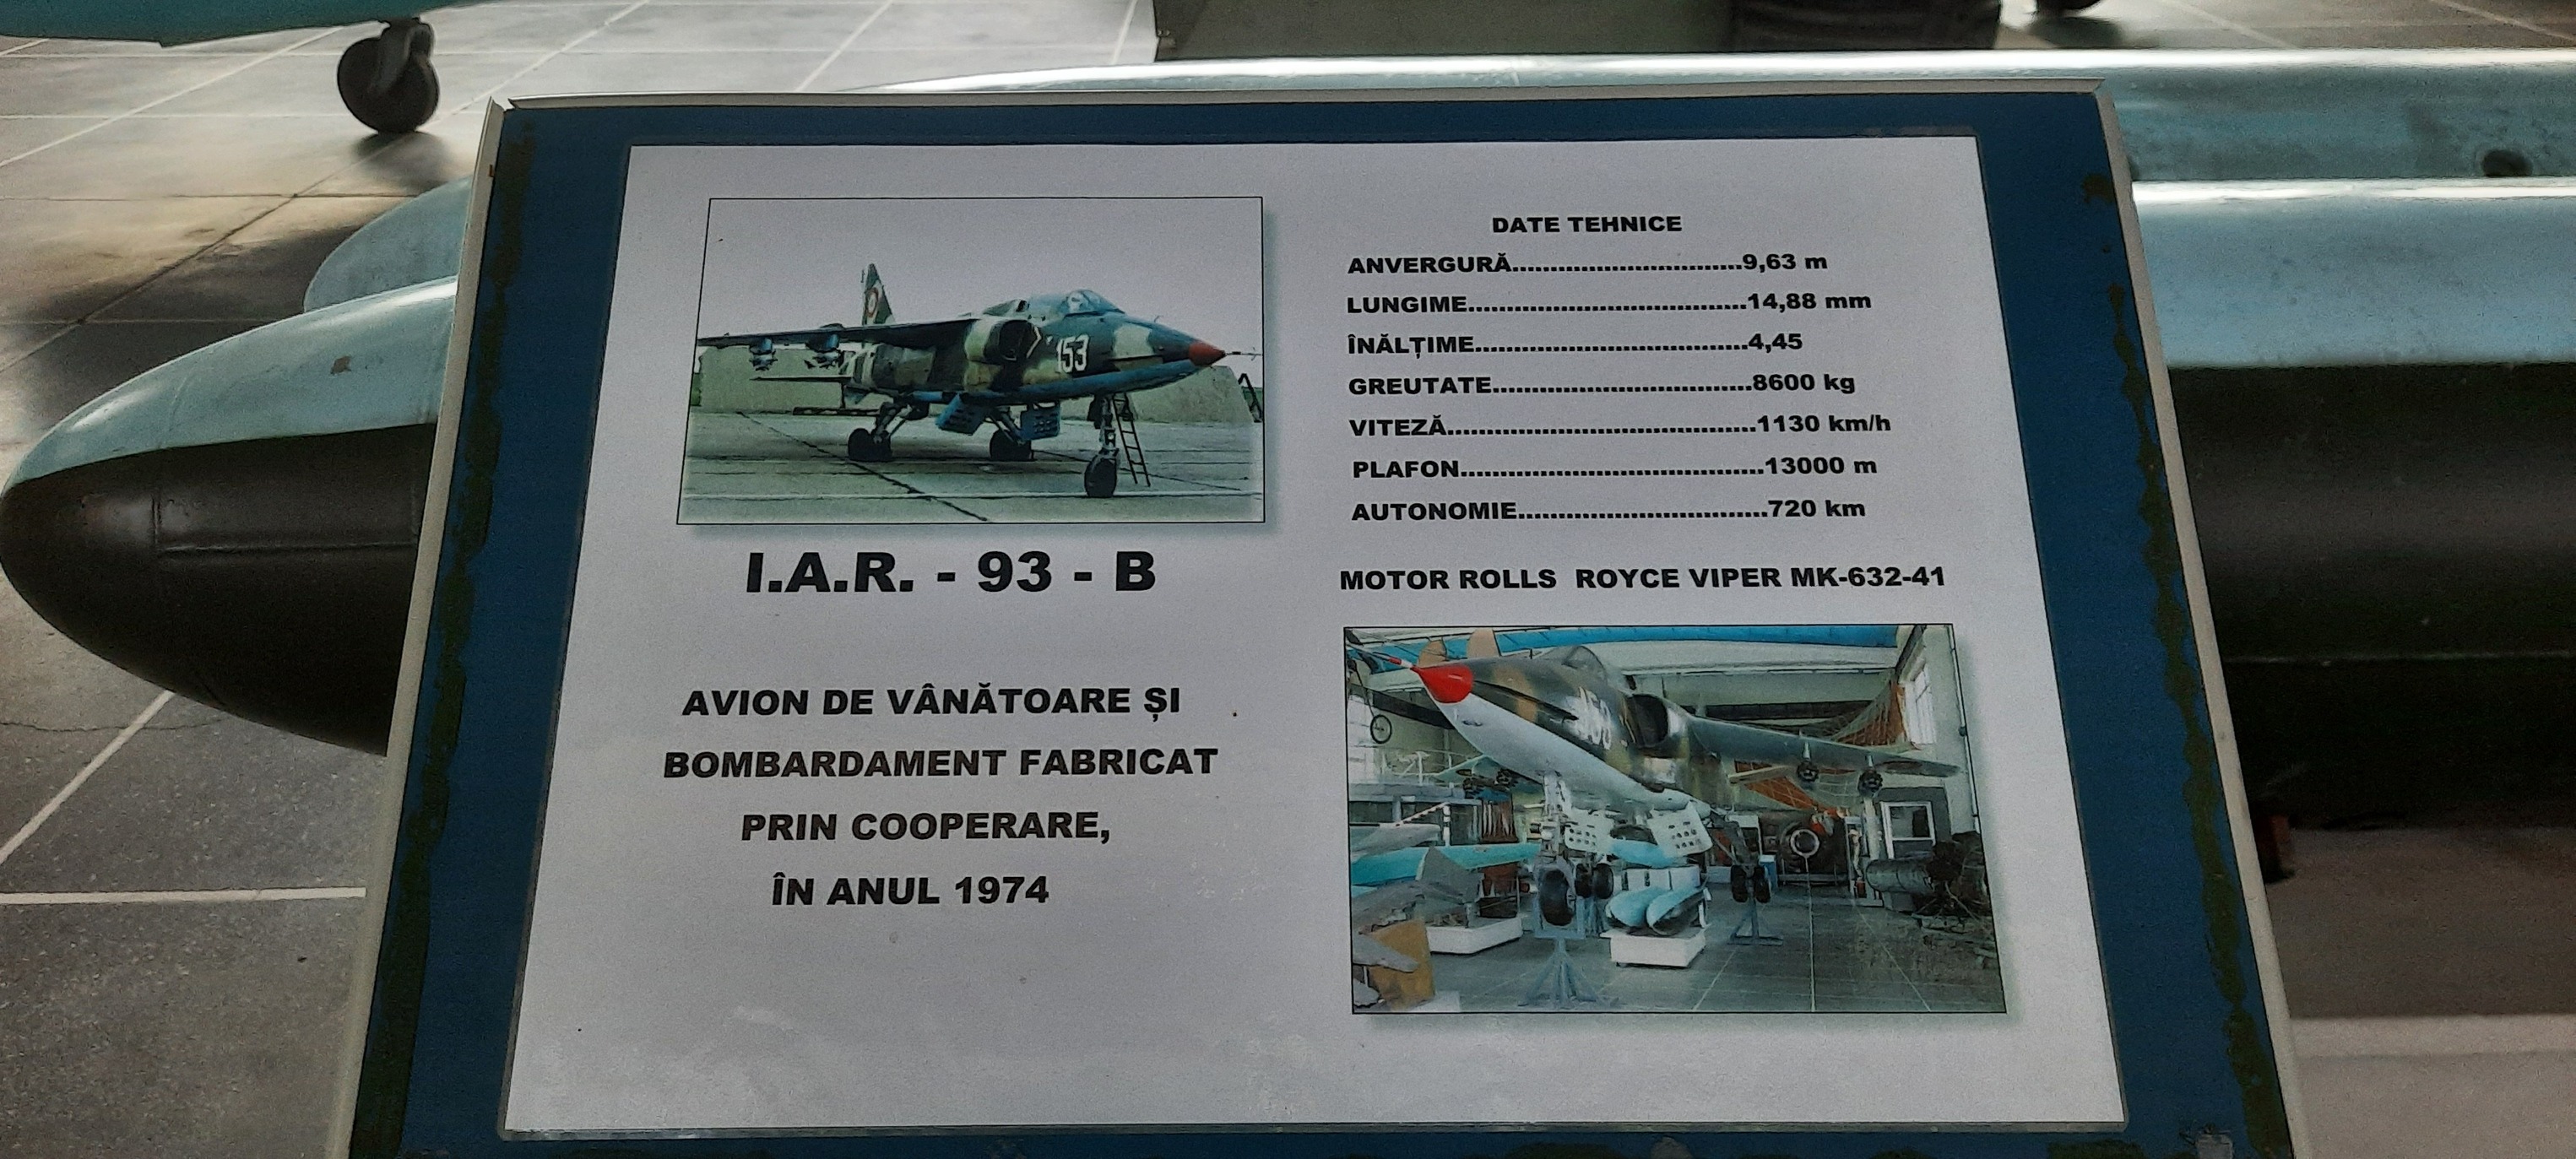 153
I.A.R. - 93 - B
AVION DE VÂNĂTOARE ȘI
BOMBARDAMENT FABRICAT
PRIN COOPERARE,
ÎN ANUL 1974
DATE TEHNICE
ANVERGURĂ.............................9,63 m
LUNGIME...................................14,88 mm
ÎNĂLȚIME..................................4,45
GREUTATE................................8600 kg
VITEZĂ.......................................1130 km/h
PLAFON......................................13000 m
AUTONOMIE...............................720 km
MOTOR ROLLS ROYCE VIPER MK-632-41